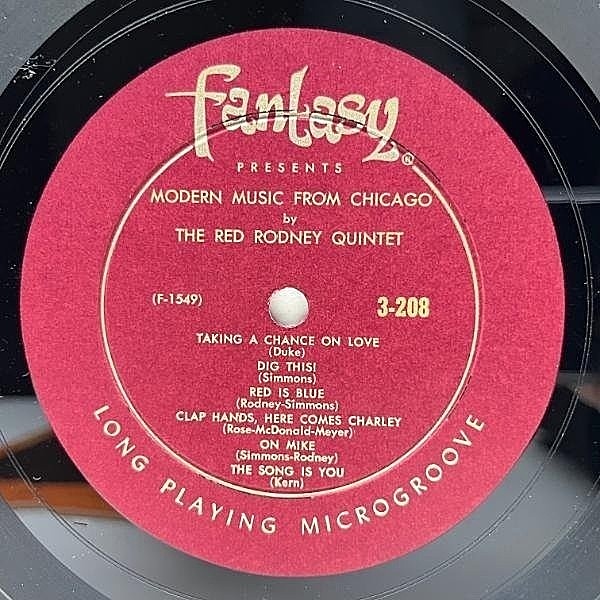 Fantasy®
PRESENTS
MODERN MUSIC FROM CHICAGO
by
THE RED RODNEY QUINTET
(F-1549) 3-208
TAKING A CHANCE ON LOVE
(Duke)
DIG THIS!
(Simmons)
RED IS BLUE
(Rodney-Simmons)
CLAP HANDS, HERE COMES CHARLEY
(Rose-McDonald-Meyer)
ON MIKE
(Simmons-Rodney)
THE SONG IS YOU
(Kern)
LONG PLAYING MICROGROOVE